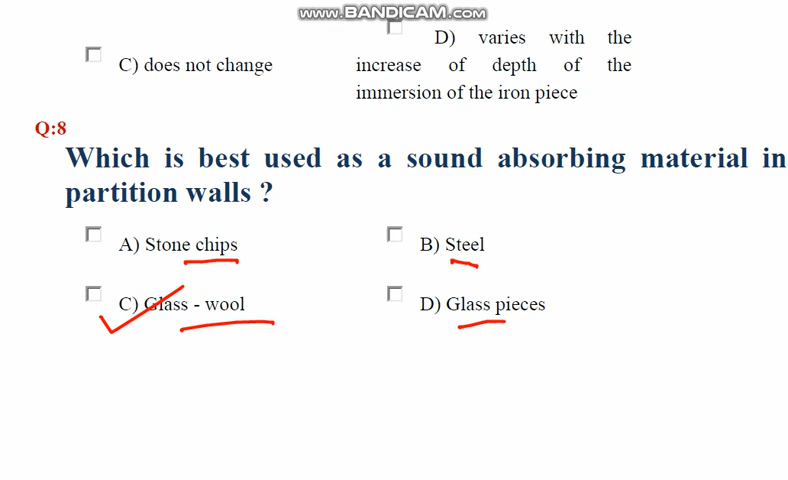 www.BANDICAM.com
D) varies with the
C) does not change
increase of depth of the
immersion of the iron piece
Q:8
Which is best used as a sound absorbing material in
partition walls ?
A) Stone chips
B) Steel
C) Glass - wool
D) Glass pieces